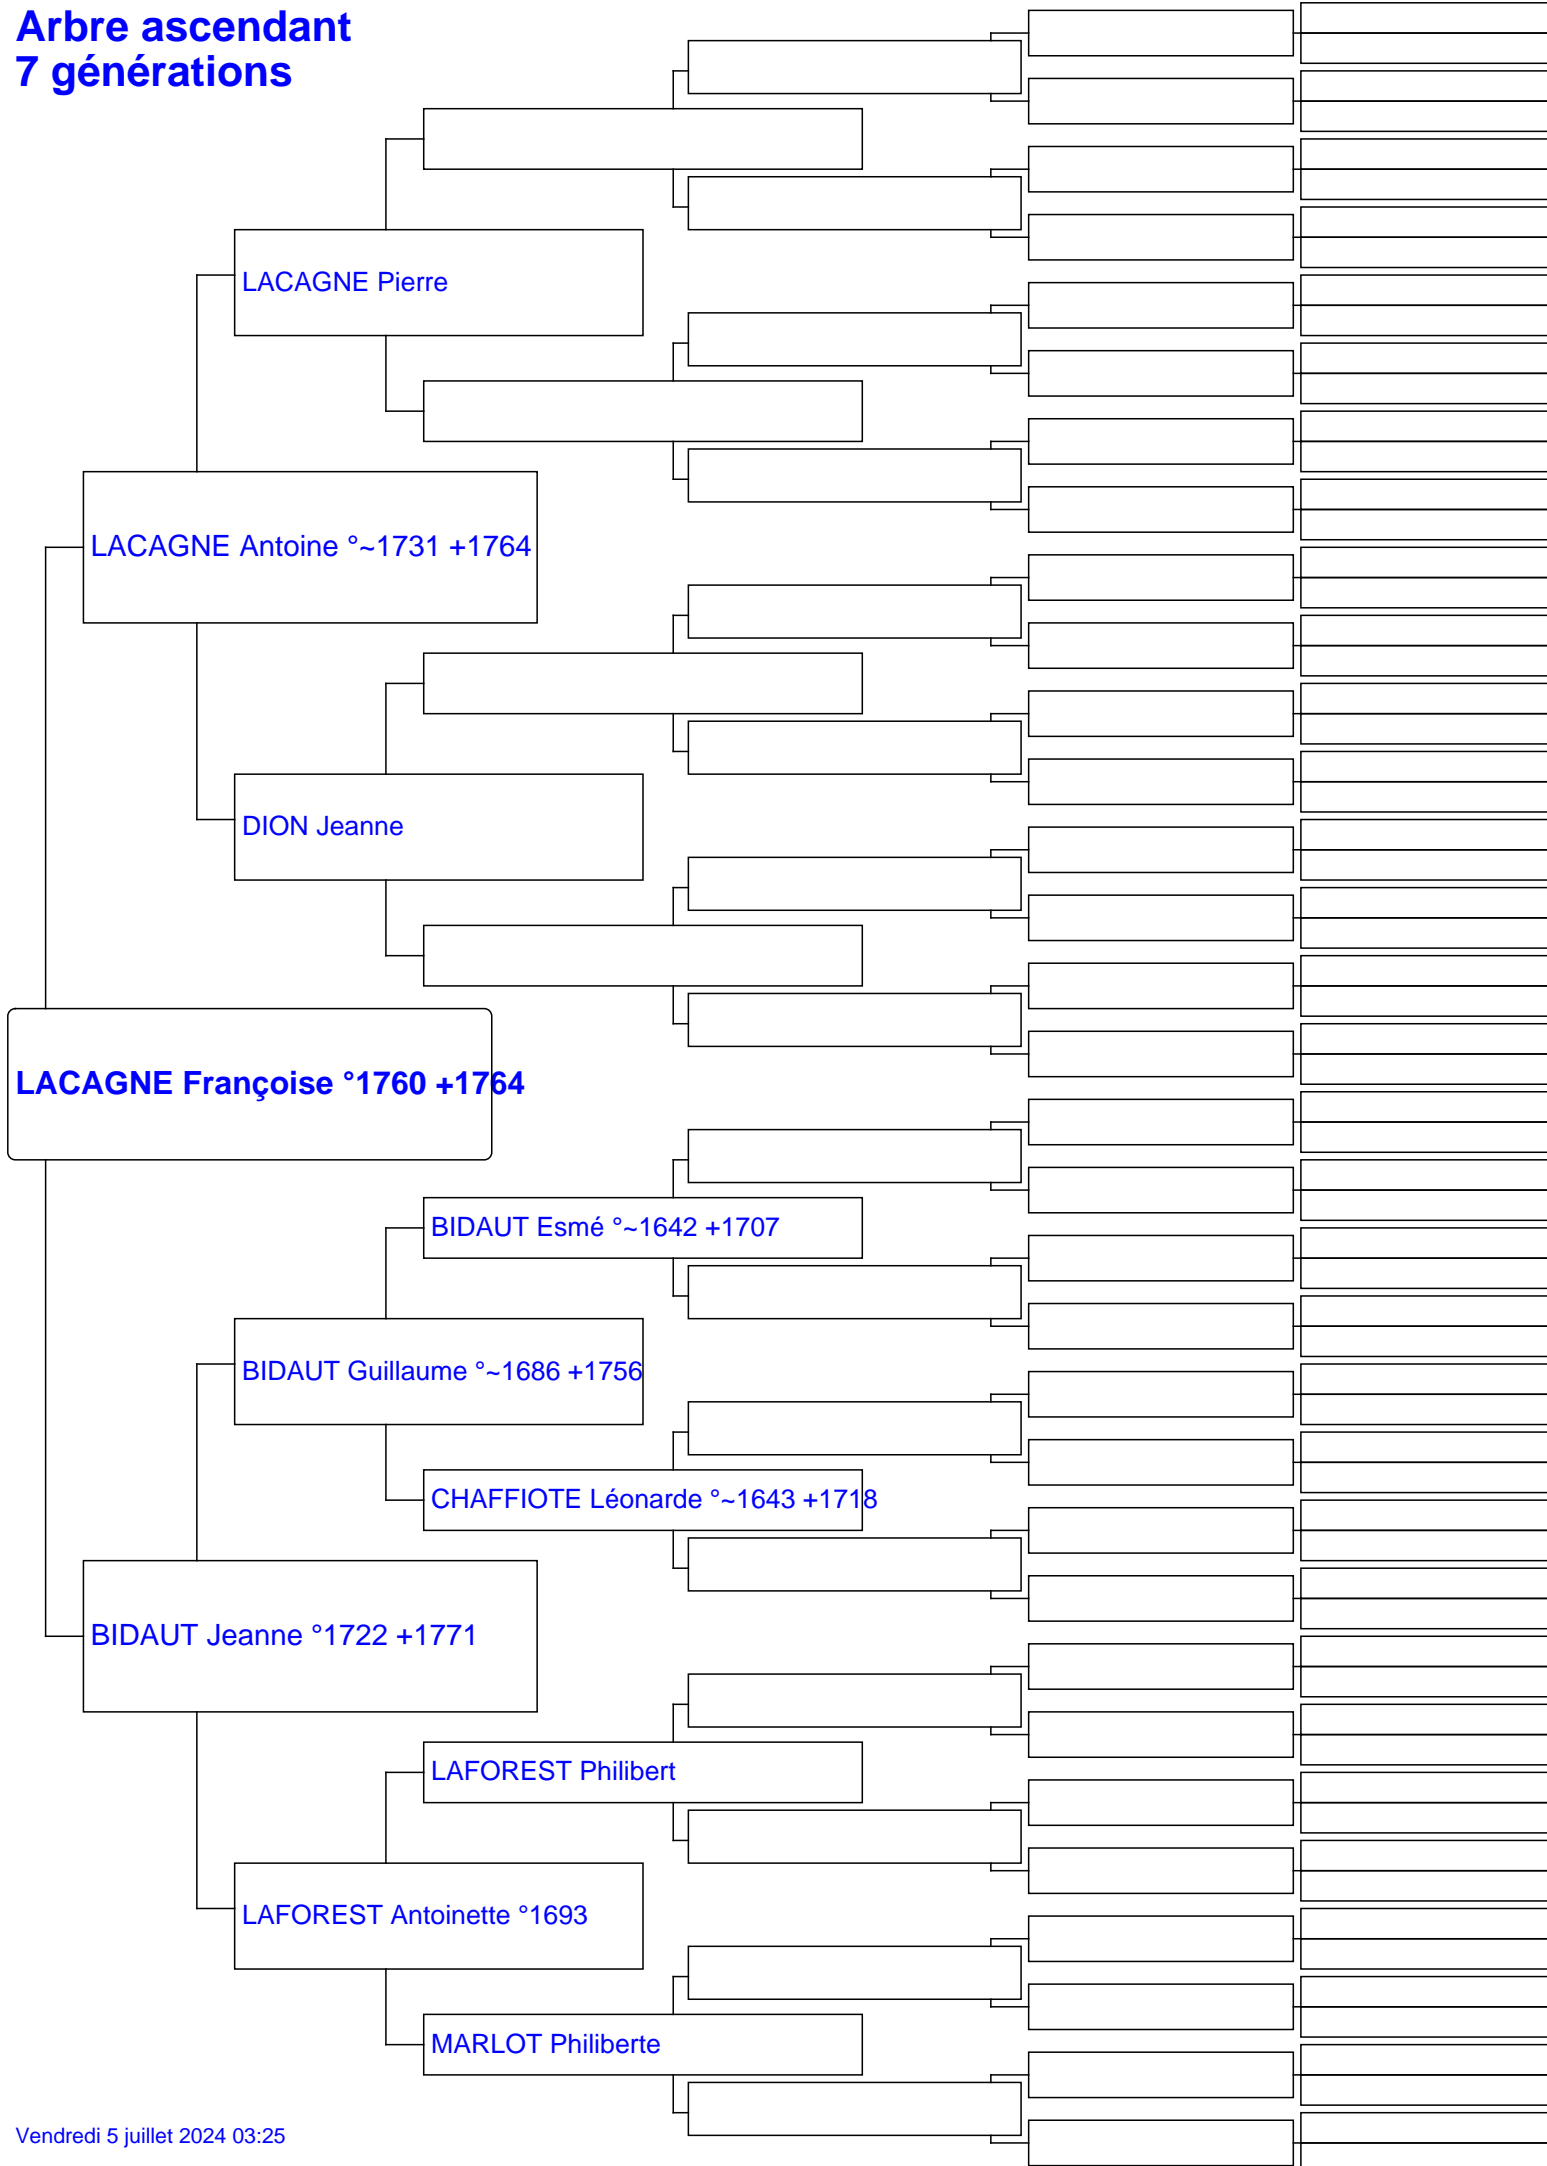 Arbre ascendant
7 générations
LACAGNE Pierre
LACAGNE Antoine °~1731 +1764
DION Jeanne
LACAGNE Françoise °1760 +1764
BIDAUT Esmé °~1642 +1707
BIDAUT Guillaume °~1686 +1756
CHAFFIOTE Léonarde °~1643 +1718
BIDAUT Jeanne °1722 +1771
LAFOREST Philibert
LAFOREST Antoinette °1693
MARLOT Philiberte
Vendredi 5 juillet 2024 03:25